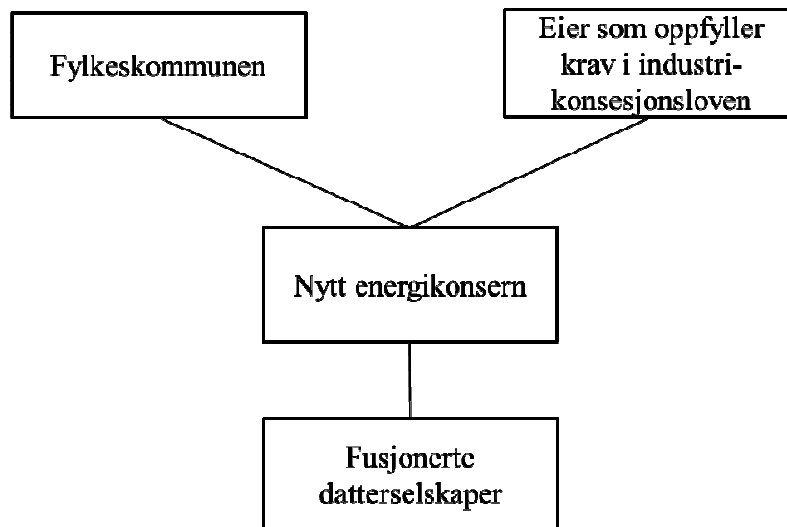 Fylkeskommunen
Eier som oppfyller
krav i industri-
konsesjonsloven
Nytt energikonsern
Fusjonerte
datterselskaper